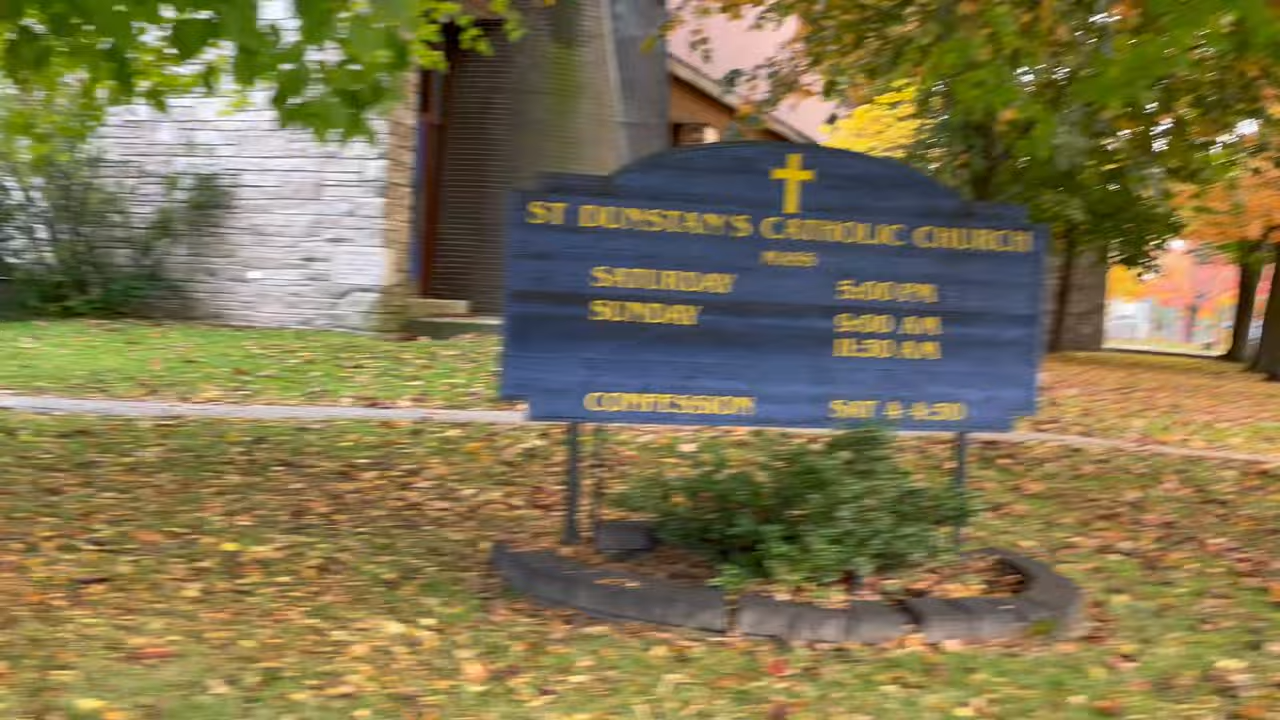 ST DUNSTAN'S CATHOLIC CHURCH
MASS
SATURDAY 5:00 PM
SUNDAY 9:00 AM
11:30 AM
CONFESSION SAT 4-4:30